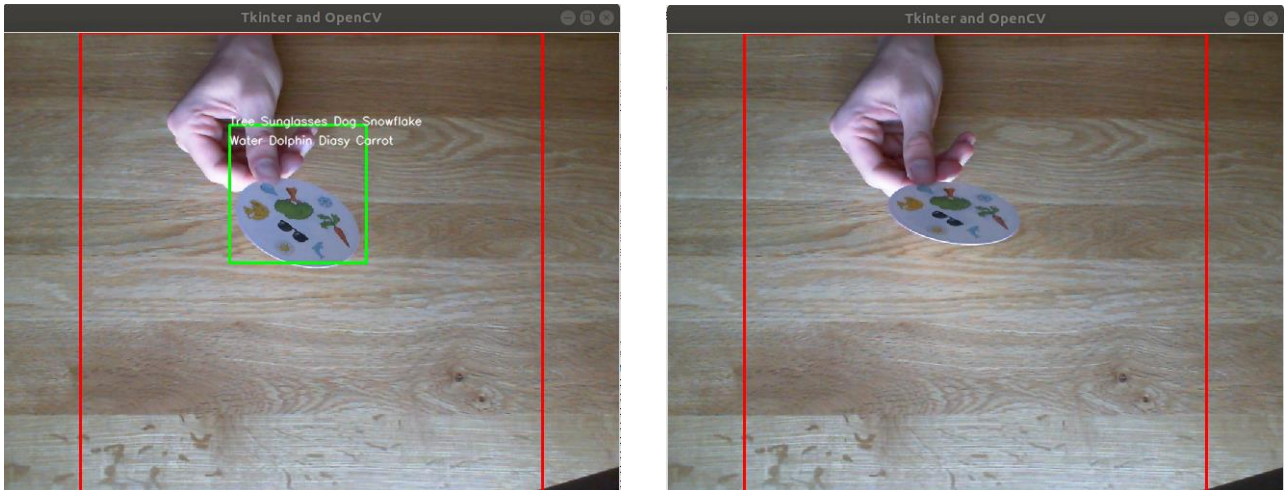 Tkinter and OpenCV
Tree Sunglasses Dog Snowflake
Water Dolphin Diasy Carrot
Tkinter and OpenCV